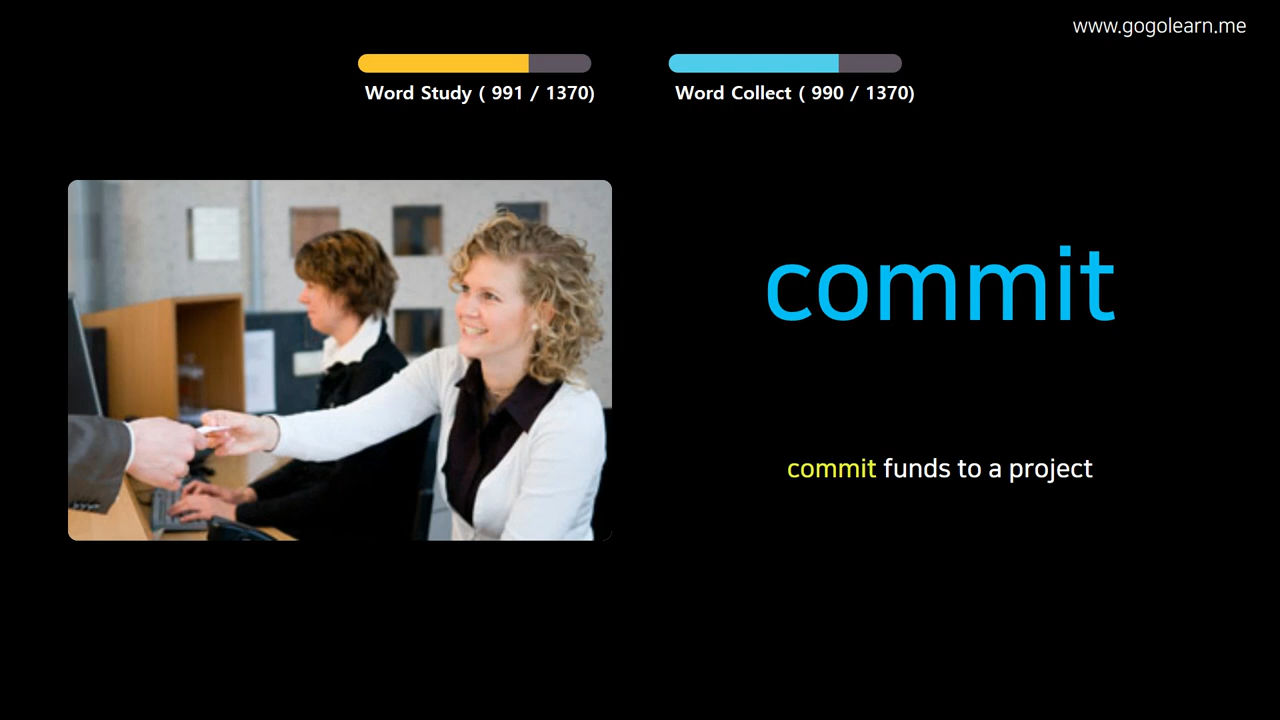 www.gogolearn.me
Word Study ( 991 / 1370)
Word Collect ( 990 / 1370)
commit
commit funds to a project